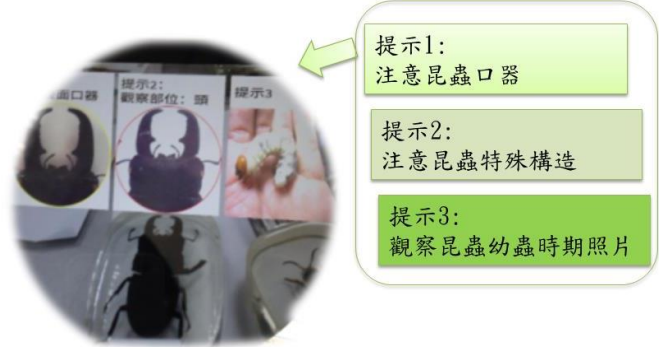 面口器
提示2:
觀察部位：頭
提示3
提示1:
注意昆蟲口器
提示2:
注意昆蟲特殊構造
提示3:
觀察昆蟲幼蟲時期照片